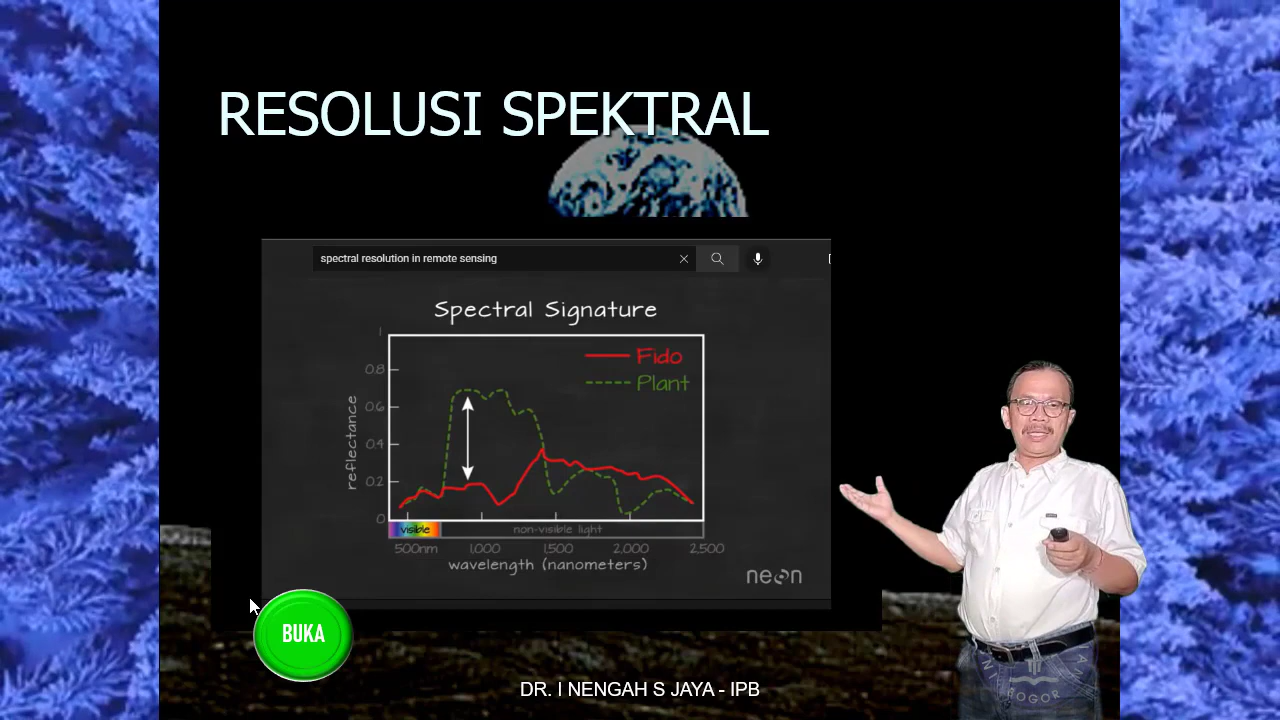 RESOLUSI SPEKTRAL
spectral resolution in remote sensing
Spectral Signature
1
0.8
0.6
0.4
0.2
0
reflectance
Fido
Plant
visible
non-visible light
500nm 1,000 1,500 2,000 2,500
wavelength (nanometers)
neon
BUKA
DR. I NENGAH S JAYA - IPB
BOGOR